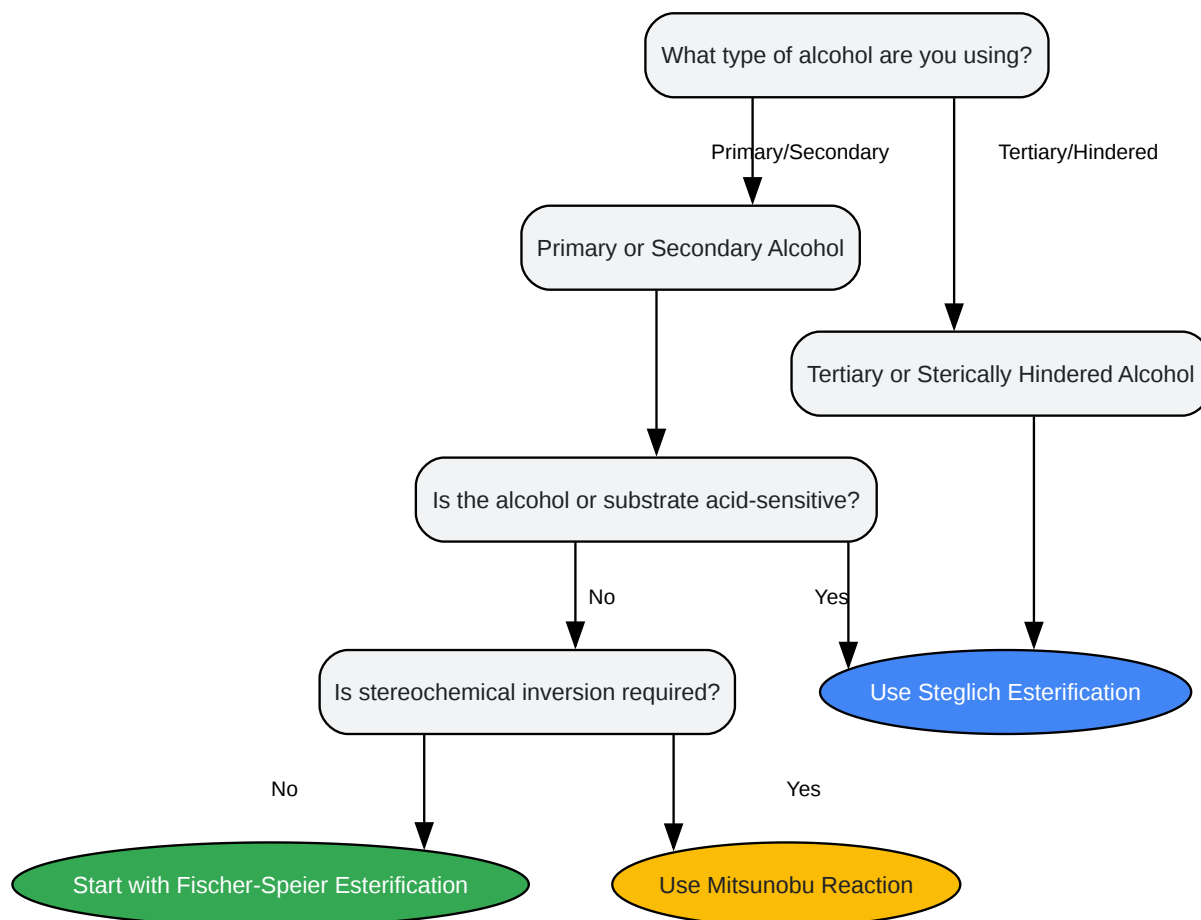 What type of alcohol are you using?
Primary/Secondary
Tertiary/Hindered
Primary or Secondary Alcohol
Tertiary or Sterically Hindered Alcohol
Is the alcohol or substrate acid-sensitive?
No
Yes
Is stereochemical inversion required?
Use Steglich Esterification
No
Yes
Start with Fischer-Speier Esterification
Use Mitsunobu Reaction